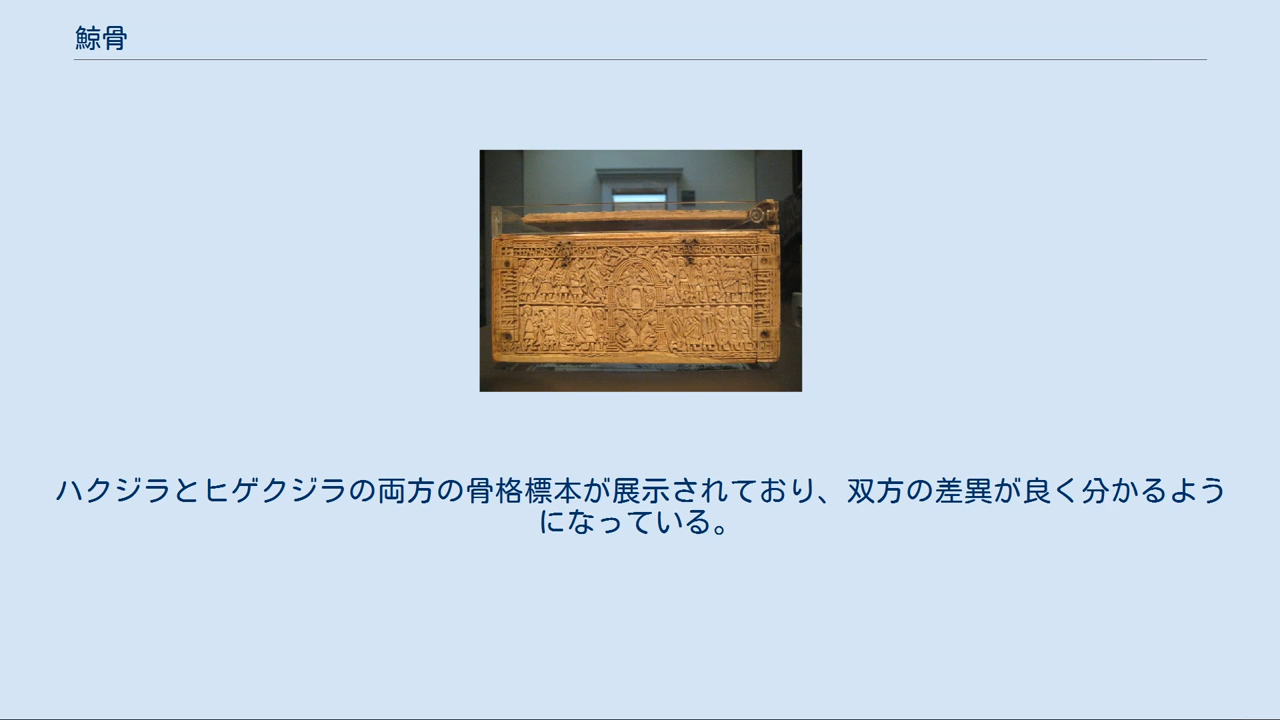 鯨骨
ハクジラとヒゲクジラの両方の骨格標本が展示されており、双方の差異が良く分かるよう
になっている。